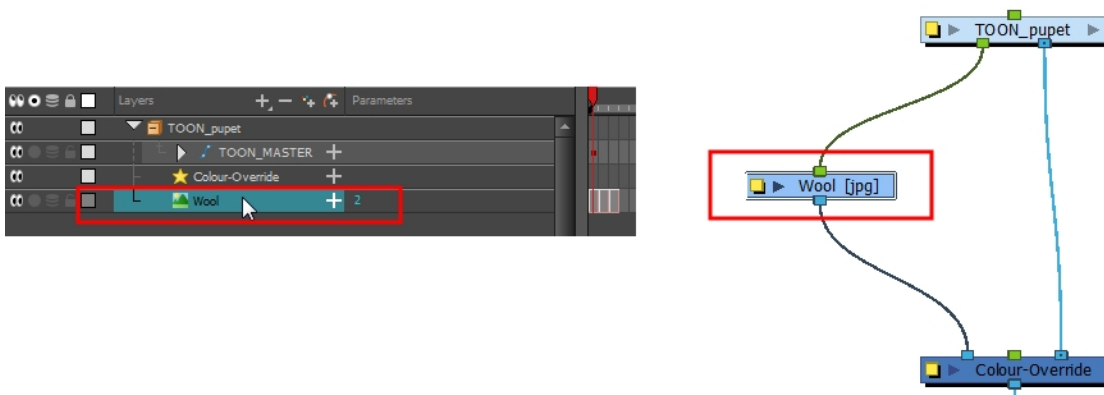 TOON_pupet
Layers Parameters
TOON_pupet
TOON_MASTER
Colour-Override
Wool 2
Wool [jpg]
Colour-Override